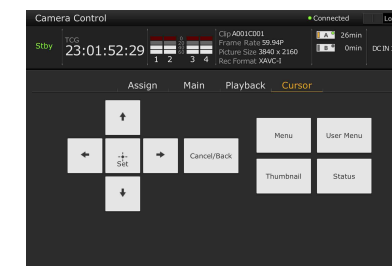 Camera Control
Connected
Lo
Stby
TCG
23:01:52:29
1 2 3 4
Clip A001C001
Frame Rate 59.94P
Picture Size 3840 x 2160
Rec Format XAVC-I
A 26min
B 0min
DC IN
Assign Main Playback Cursor
Set
Cancel/Back
Menu
User Menu
Thumbnail
Status